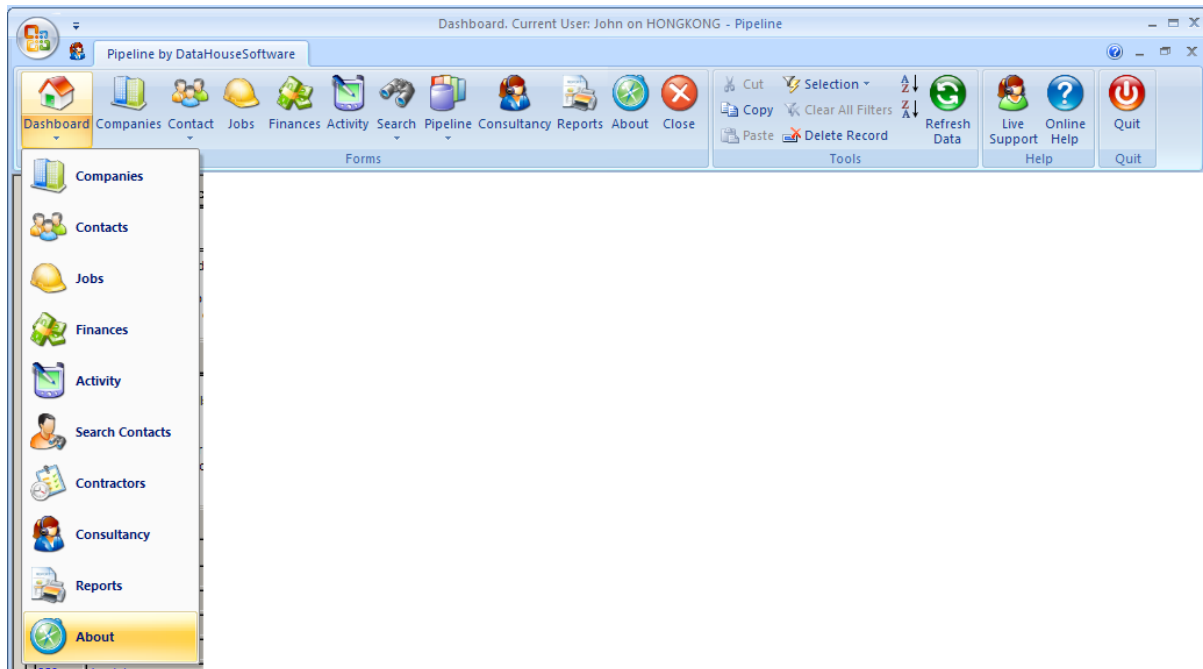 Dashboard. Current User: John on HONGKONG - Pipeline
Pipeline by DataHouseSoftware
Dashboard Companies Contact Jobs Finances Activity Search Pipeline Consultancy Reports About Close
Forms
Cut Selection
Copy Clear All Filters
Paste Delete Record
Refresh Data
Tools
Live Support
Online Help
Help
Quit
Quit
Companies
Contacts
Jobs
Finances
Activity
Search Contacts
Contractors
Consultancy
Reports
About